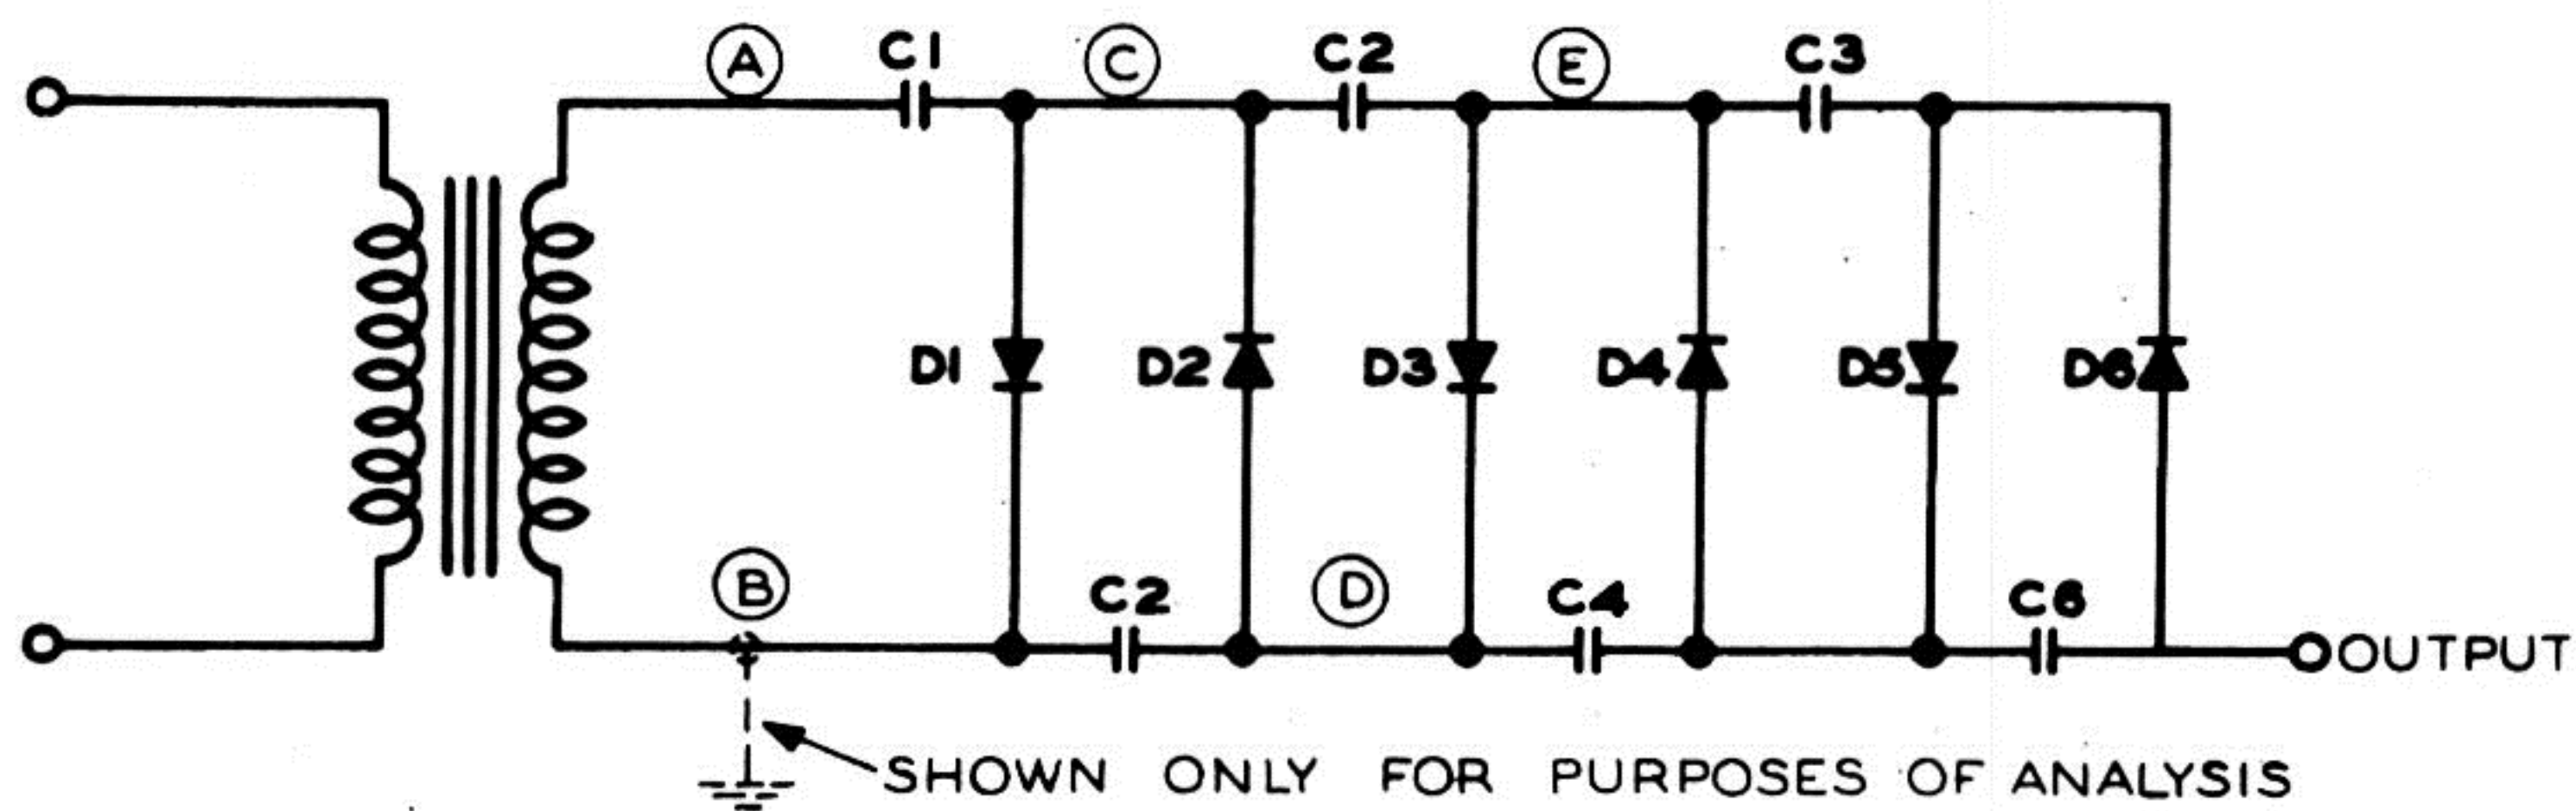 A C1 C C2 E C3
D1 D2 D3 D4 D5 D6
B C2 D C4 C6
OUTPUT
SHOWN ONLY FOR PURPOSES OF ANALYSIS